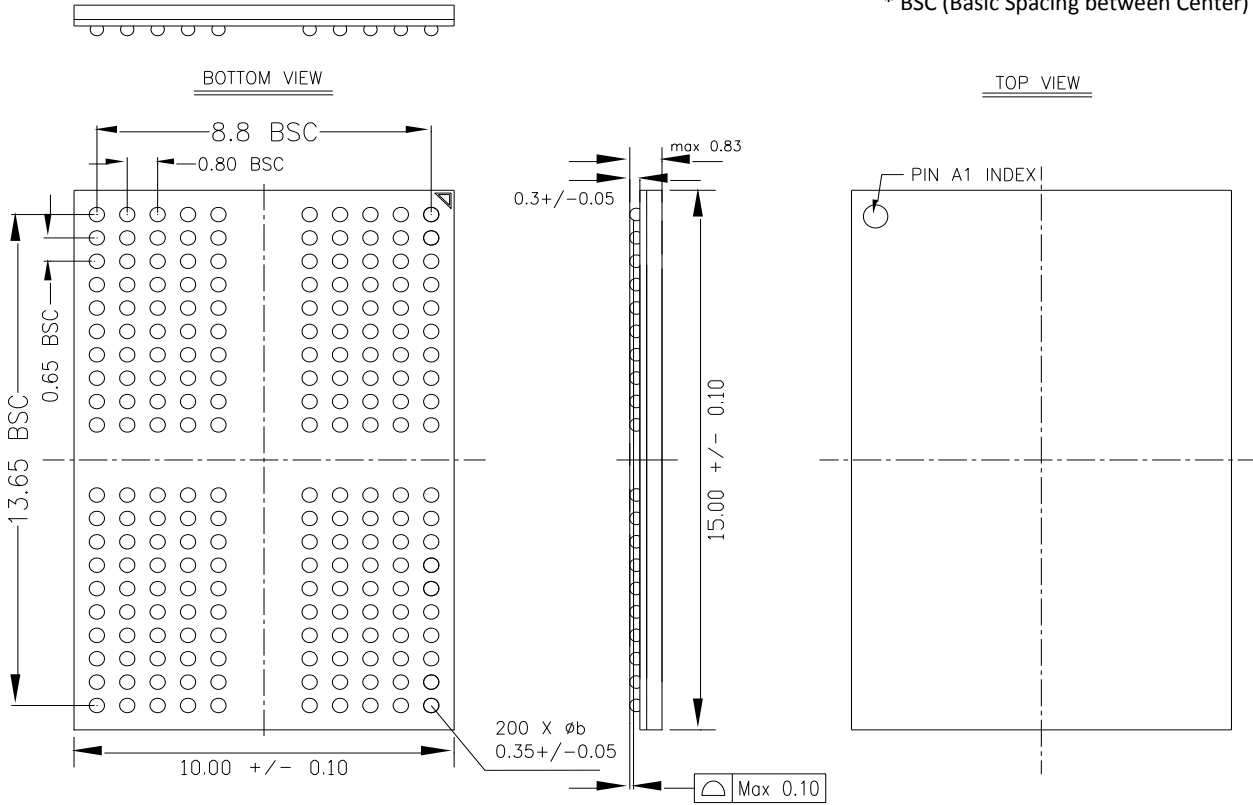 * BSC (Basic Spacing between Center)
BOTTOM VIEW
TOP VIEW
8.8 BSC
0.80 BSC
max 0.83
0.3+/-0.05
PIN A1 INDEX
0.65 BSC
13.65 BSC
15.00 +/- 0.10
200 X øb
0.35+/-0.05
10.00 +/- 0.10
Max 0.10